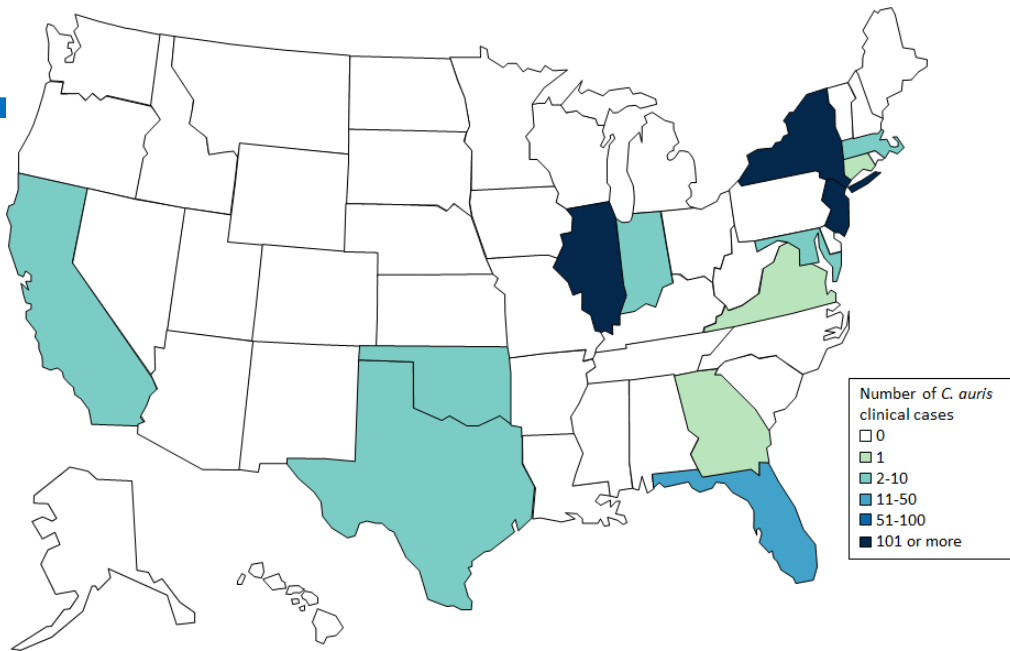 Number of C. auris
clinical cases
0
1
2-10
11-50
51-100
101 or more